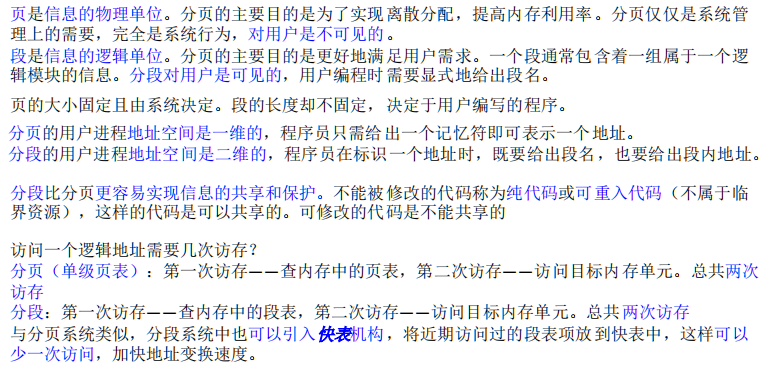 页是信息的物理单位。分页的主要目的是为了实现离散分配，提高内存利用率。分页仅仅是系统管
理上的需要，完全是系统行为，对用户是不可见的。
段是信息的逻辑单位。分页的主要目的是更好地满足用户需求。一个段通常包含着一组属于一个逻
辑模块的信息。分段对用户是可见的，用户编程时需要显式地给出段名。
页的大小固定且由系统决定。段的长度却不固定，决定于用户编写的程序。
分页的用户进程地址空间是一维的，程序员只需给出一个记忆符即可表示一个地址。
分段的用户进程地址空间是二维的，程序员在标识一个地址时，既要给出段名，也要给出段内地址。
分段比分页更容易实现信息的共享和保护。不能被修改的代码称为纯代码或可重入代码（不属于临
界资源），这样的代码是可以共享的。可修改的代码是不能共享的
访问一个逻辑地址需要几次访存？
分页（单级页表）：第一次访存——查内存中的页表，第二次访存——访问目标内存单元。总共两次
访存
分段：第一次访存——查内存中的段表，第二次访存——访问目标内存单元。总共两次访存
与分页系统类似，分段系统中也可以引入快表机构，将近期访问过的段表项放到快表中，这样可以
少一次访问，加快地址变换速度。